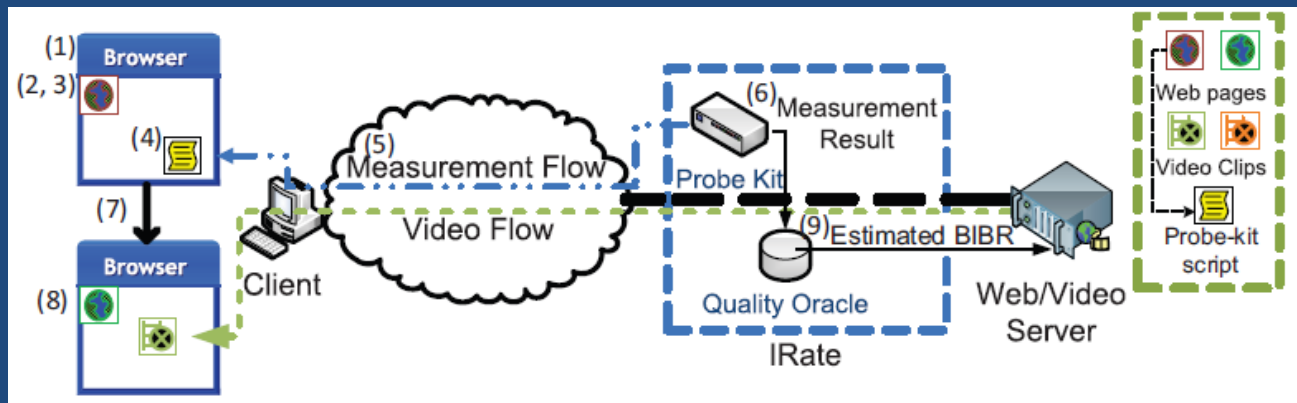 (1)
Browser
(2, 3)
(4)
(7)
Browser
(8)
Client
(5)
Measurement Flow
Video Flow
(6)
Measurement
Result
Probe Kit
(9)
Estimated BIBR
Quality Oracle
IRate
Web/Video
Server
Web pages
Video Clips
Probe-kit
script